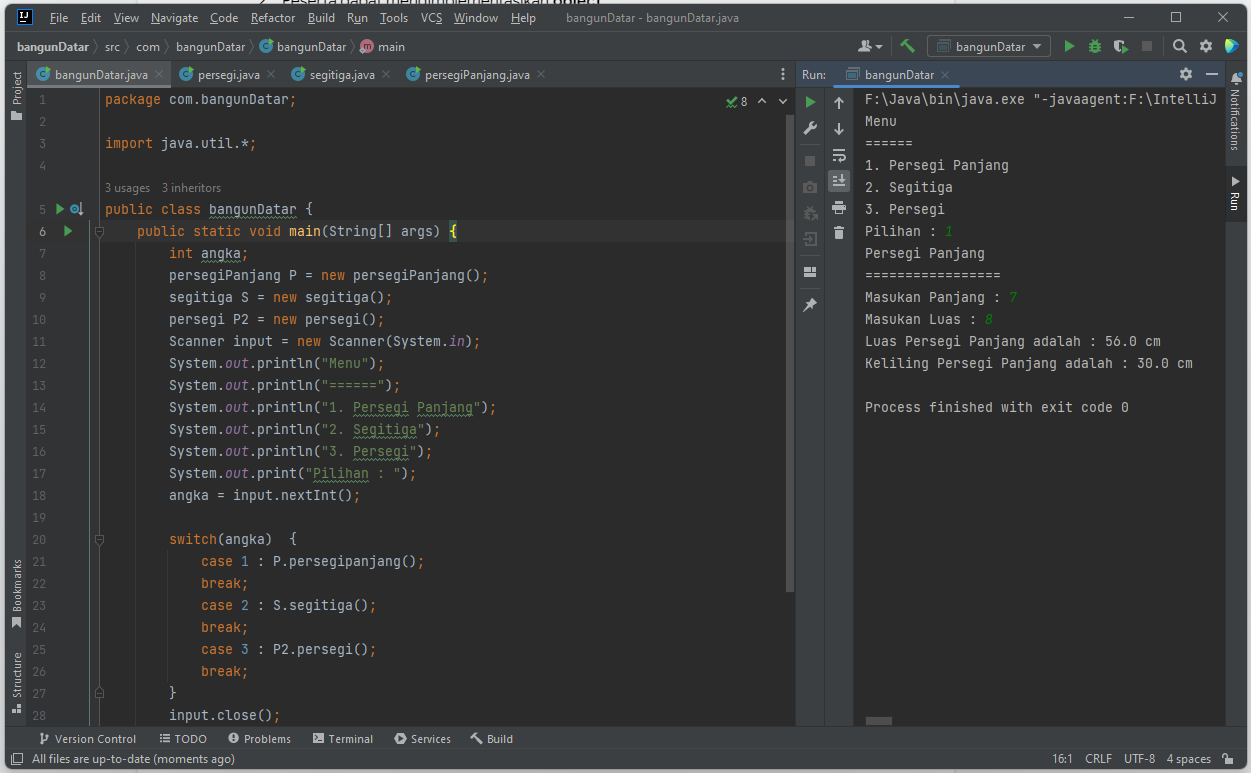 File Edit View Navigate Code Refactor Build Run Tools VCS Window Help bangunDatar - bangunDatar.java
bangunDatar src com bangunDatar bangunDatar main
bangunDatar
Project
bangunDatar.java persegi.java segitiga.java persegiPanjang.java
Run: bangunDatar
Notifications
Run
8
1 package com.bangunDatar;
2
3 import java.util.*;
4
3 usages 3 inheritors
5 public class bangunDatar {
6 public static void main(String[] args) {
7 int angka;
8 persegiPanjang P = new persegiPanjang();
9 segitiga S = new segitiga();
10 persegi P2 = new persegi();
11 Scanner input = new Scanner(System.in);
12 System.out.println("Menu");
13 System.out.println("======");
14 System.out.println("1. Persegi Panjang");
15 System.out.println("2. Segitiga");
16 System.out.println("3. Persegi");
17 System.out.print("Pilihan : ");
18 angka = input.nextInt();
19
20 switch(angka) {
21 case 1 : P.persegipanjang();
22 break;
23 case 2 : S.segitiga();
24 break;
25 case 3 : P2.persegi();
26 break;
27 }
28 input.close();
F:\Java\bin\java.exe "-javaagent:F:\IntelliJ
Menu
======
1. Persegi Panjang
2. Segitiga
3. Persegi
Pilihan : 1
Persegi Panjang
=================
Masukan Panjang : 7
Masukan Luas : 8
Luas Persegi Panjang adalah : 56.0 cm
Keliling Persegi Panjang adalah : 30.0 cm
Process finished with exit code 0
Bookmarks
Structure
Version Control TODO Problems Terminal Services Build
All files are up-to-date (moments ago)
16:1 CRLF UTF-8 4 spaces